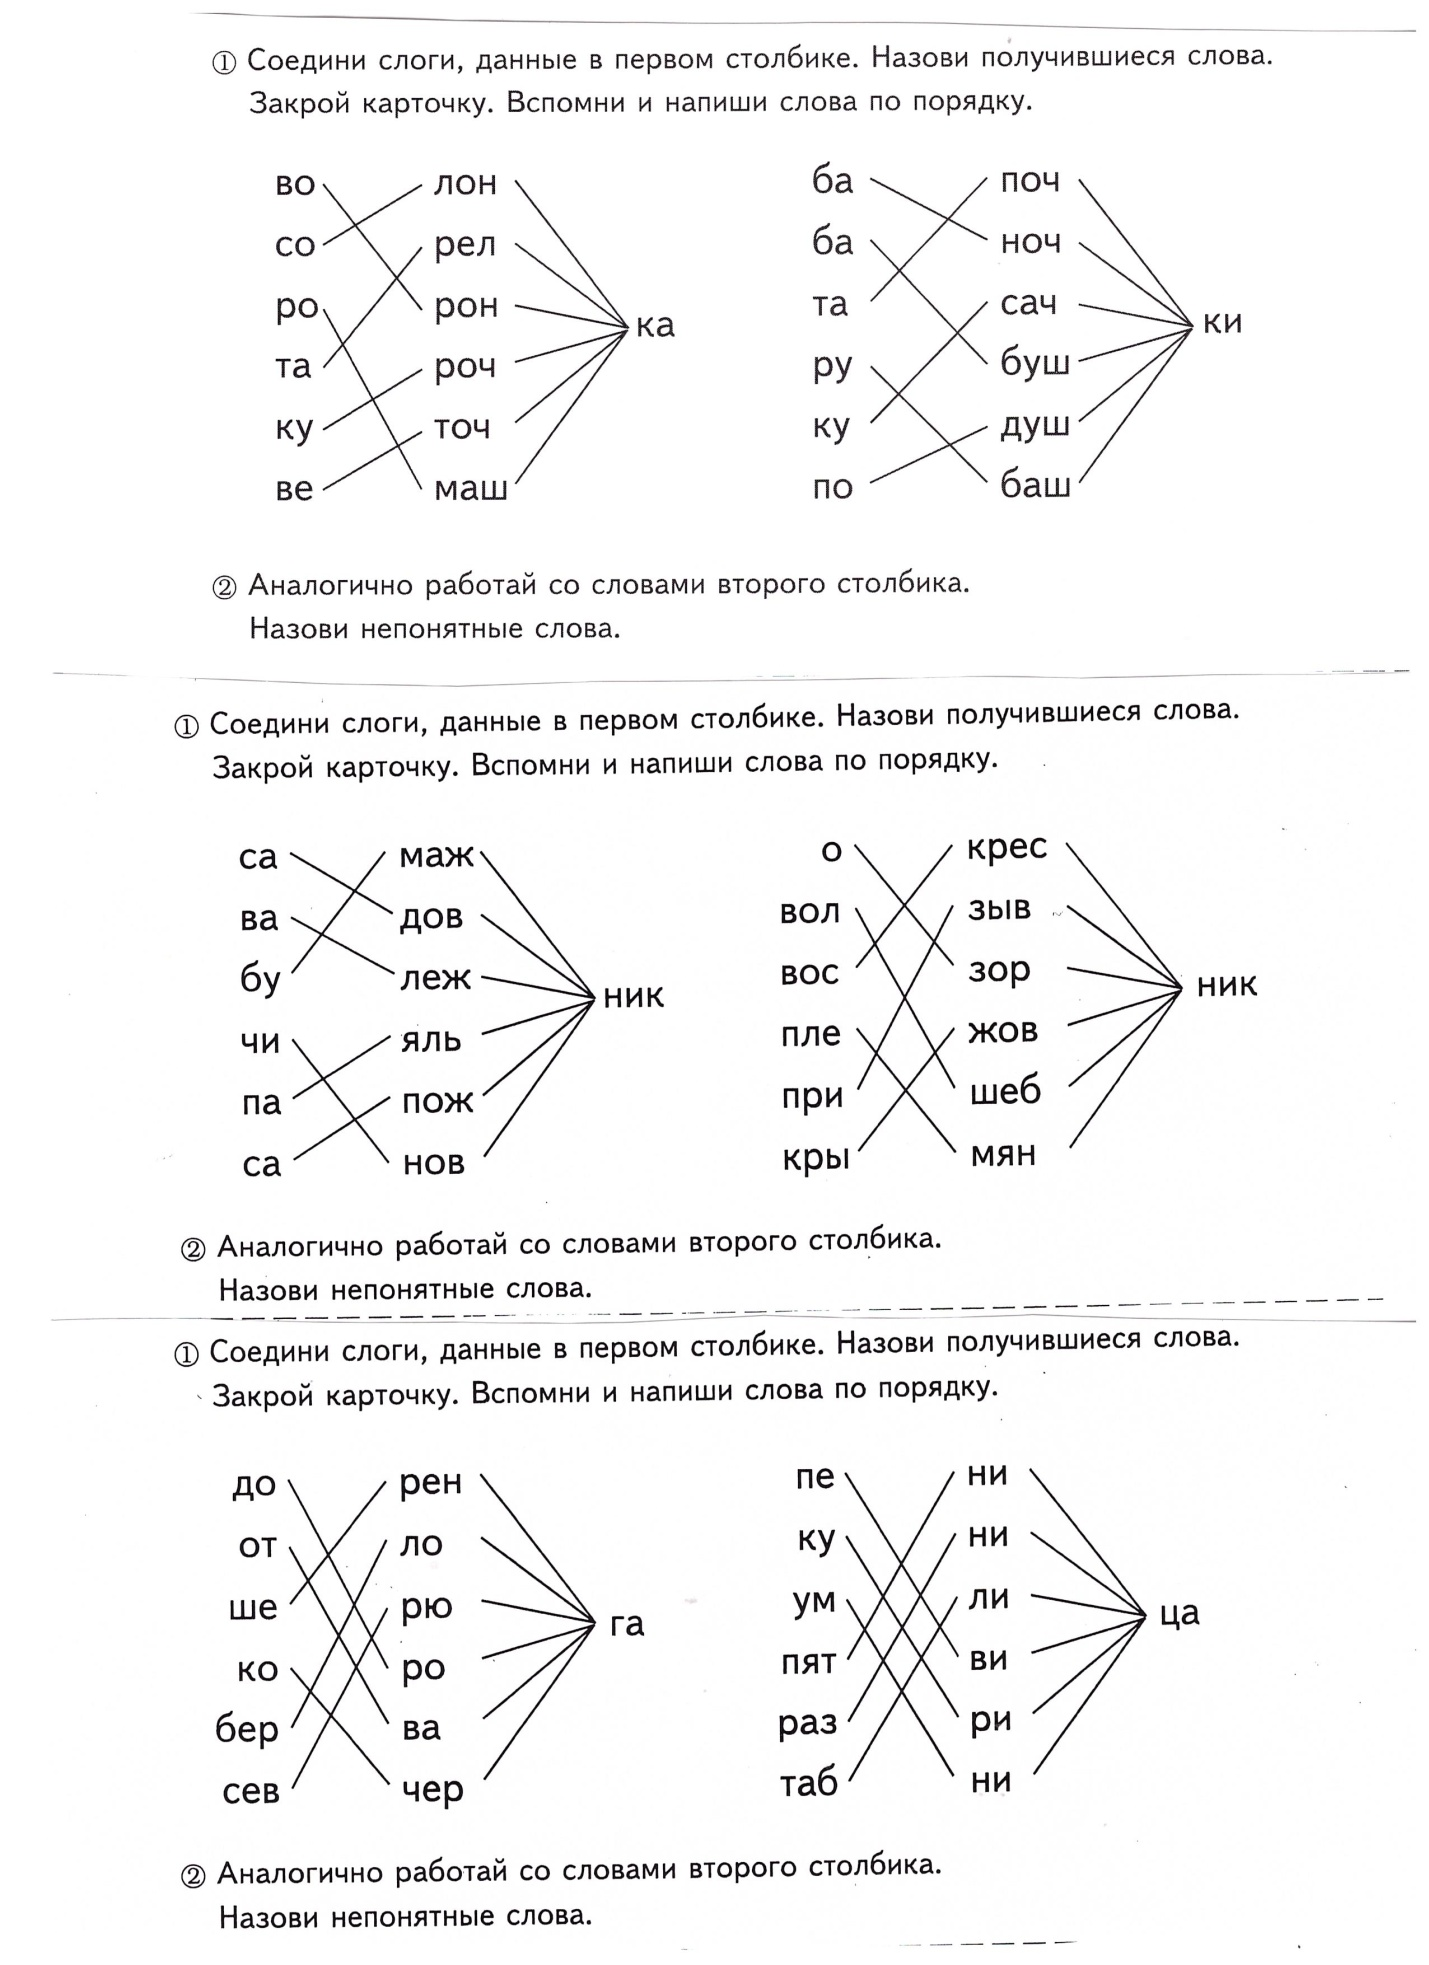 ① Соедини слоги, данные в первом столбике. Назови получившиеся слова.
Закрой карточку. Вспомни и напиши слова по порядку.
во лон ба поч
со рел ба ноч
ро рон та сач
ка ки
та роч ру буш
ку точ ку душ
ве маш по баш
② Аналогично работай со словами второго столбика.
Назови непонятные слова.
① Соедини слоги, данные в первом столбике. Назови получившиеся слова.
Закрой карточку. Вспомни и напиши слова по порядку.
са маж о крес
ва дов вол зыв
бу леж вос зор
ник ник
чи яль пле жов
па пож при шеб
са нов кры мян
② Аналогично работай со словами второго столбика.
Назови непонятные слова.
① Соедини слоги, данные в первом столбике. Назови получившиеся слова.
Закрой карточку. Вспомни и напиши слова по порядку.
до рен пе ни
от ло ку ни
ше рю ум ли
га ца
ко ро пят ви
бер ва раз ри
сев чер таб ни
② Аналогично работай со словами второго столбика.
Назови непонятные слова.